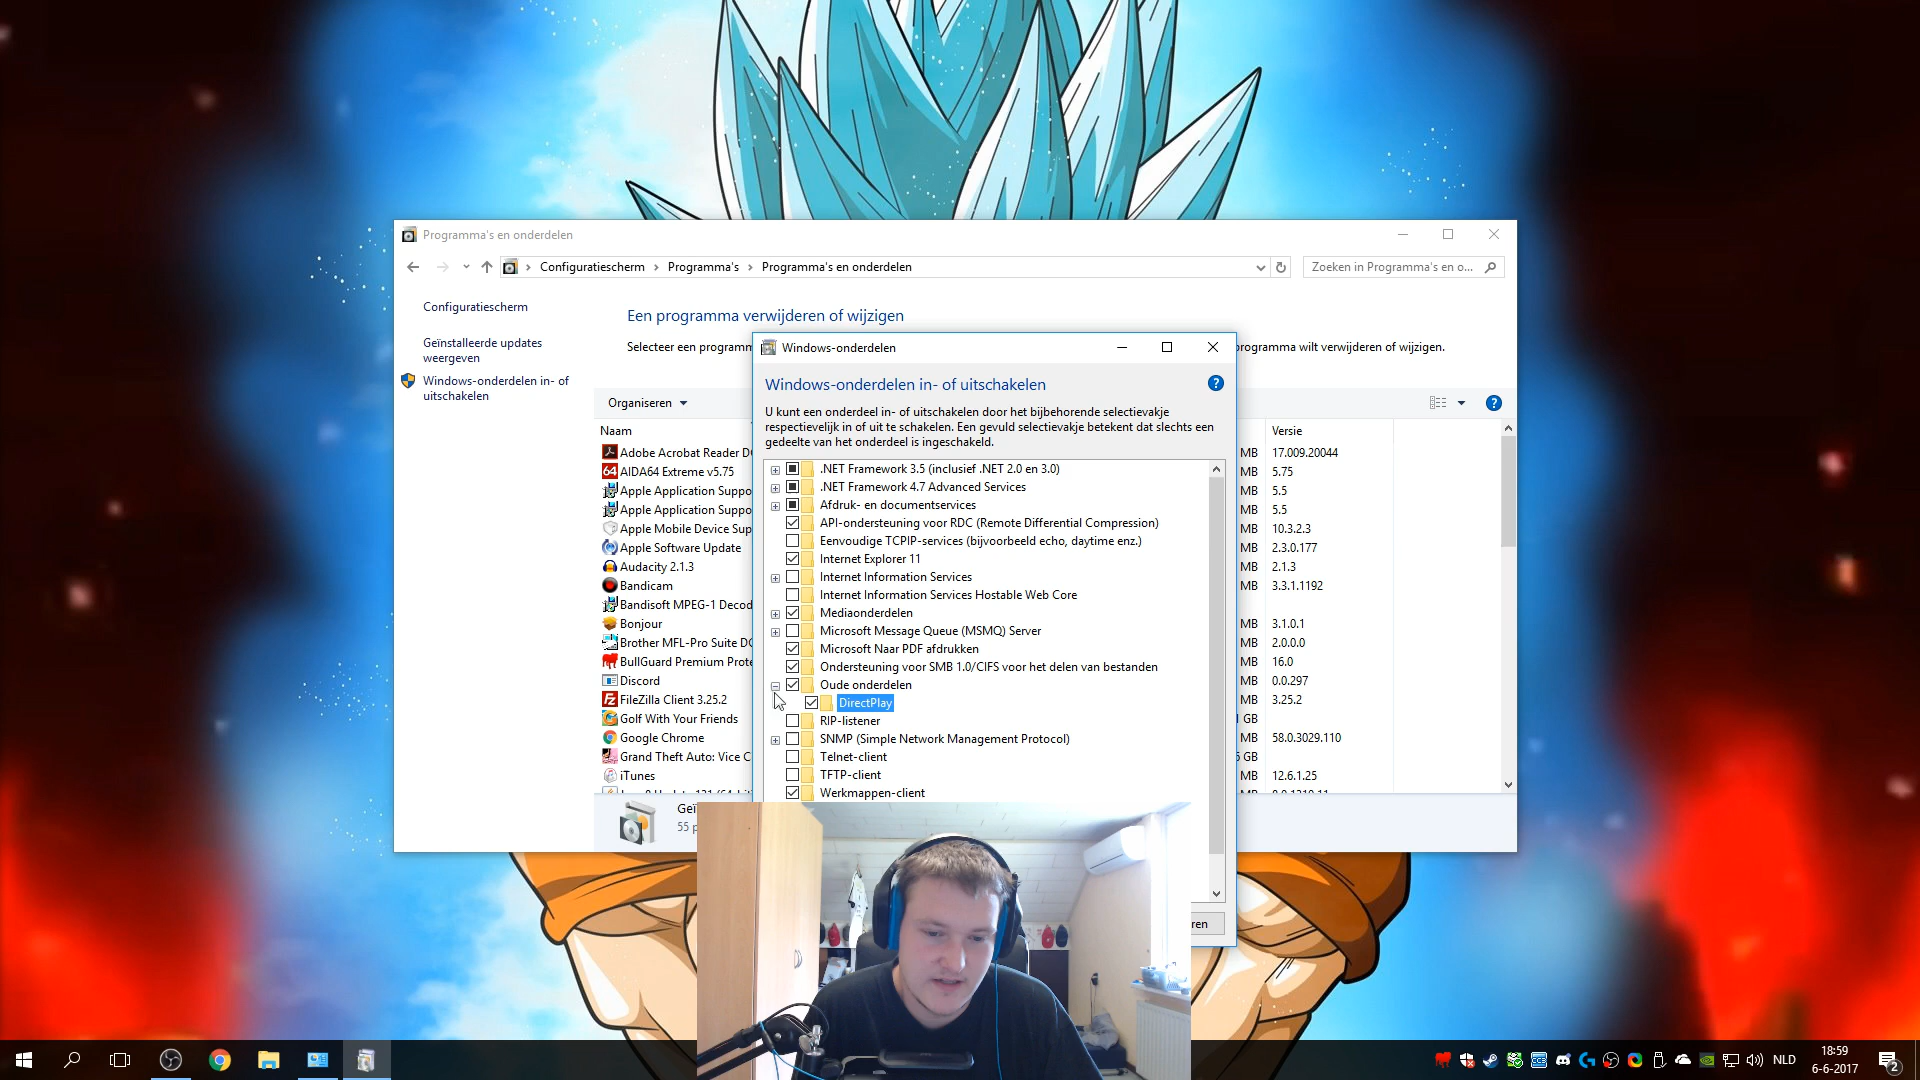 Programma's en onderdelen
Configuratiescherm
Programma's
Programma's en onderdelen
Zoeken in Programma's en o...
Configuratiescherm
Geïnstalleerde updates
weergeven
Windows-onderdelen in- of
uitschakelen
Een programma verwijderen of wijzigen
Selecteer een
programma wilt verwijderen of wijzigen.
Organiseren
Naam
Versie
Adobe Acrobat Reader
MB 17.009.20044
AIDA64 Extreme v5.75
MB 5.75
Apple Application
MB 5.5
Apple Application
MB 5.5
Apple Mobile Device
MB 10.3.2.3
Apple Software Update
MB 2.3.0.177
Audacity 2.1.3
MB 2.1.3
Bandicam
MB 3.3.1.1192
Bandisoft MPEG-1
Bonjour
MB 3.1.0.1
Brother MFL-Pro Suite
MB 2.0.0.0
BullGuard Premium
MB 16.0
Discord
MB 0.0.297
FileZilla Client 3.25.2
MB 3.25.2
Golf With Your Friends
GB
Google Chrome
MB 58.0.3029.110
Grand Theft Auto: Vice
GB
iTunes
MB 12.6.1.25
55
Windows-onderdelen
Windows-onderdelen in- of uitschakelen
U kunt een onderdeel in- of uitschakelen door het bijbehorende selectievakje
respectievelijk in of uit te schakelen. Een gevuld selectievakje betekent dat slechts een
gedeelte van het onderdeel is ingeschakeld.
.NET Framework 3.5 (inclusief .NET 2.0 en 3.0)
.NET Framework 4.7 Advanced Services
Afdruk- en documentservices
API-ondersteuning voor RDC (Remote Differential Compression)
Eenvoudige TCPIP-services (bijvoorbeeld echo, daytime enz.)
Internet Explorer 11
Internet Information Services
Internet Information Services Hostable Web Core
Mediaonderdelen
Microsoft Message Queue (MSMQ) Server
Microsoft Naar PDF afdrukken
Ondersteuning voor SMB 1.0/CIFS voor het delen van bestanden
Oude onderdelen
DirectPlay
RIP-listener
SNMP (Simple Network Management Protocol)
Telnet-client
TFTP-client
Werkmappen-client
ren
NLD
18:59
6-6-2017
2